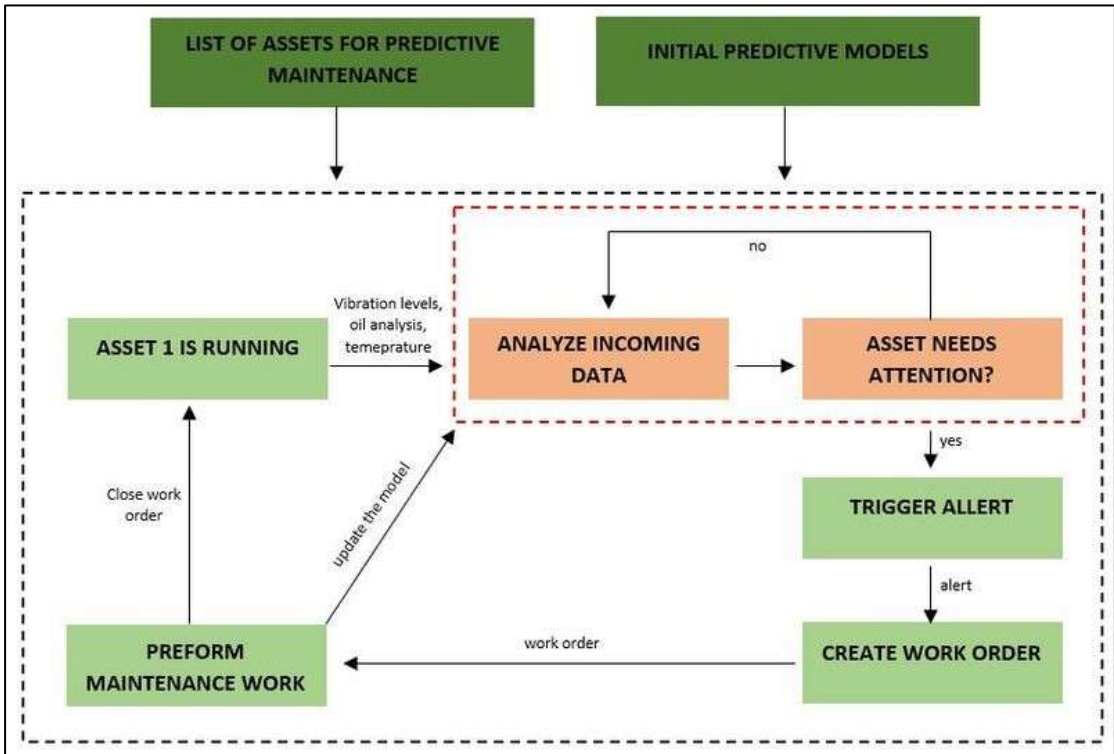 LIST OF ASSETS FOR PREDICTIVE
MAINTENANCE
INITIAL PREDICTIVE MODELS
no
Vibration levels,
oil analysis,
temeprature
ASSET 1 IS RUNNING
ANALYZE INCOMING
DATA
ASSET NEEDS
ATTENTION?
yes
Close work
order
update the model
TRIGGER ALLERT
alert
PREFORM
MAINTENANCE WORK
work order
CREATE WORK ORDER